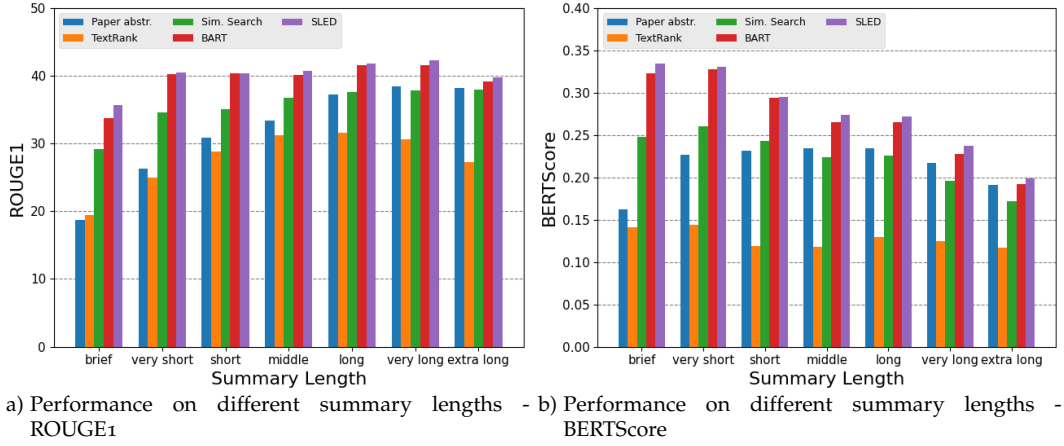 50
40
30
20
10
0
ROUGE1
Paper abstr.
TextRank
Sim. Search
BART
SLED
brief very short short middle long very long extra long
Summary Length
a) Performance on different summary lengths - ROUGE1
0.40
0.35
0.30
0.25
0.20
0.15
0.10
0.05
0.00
BERTScore
Paper abstr.
TextRank
Sim. Search
BART
SLED
brief very short short middle long very long extra long
Summary Length
b) Performance on different summary lengths -
BERTScore